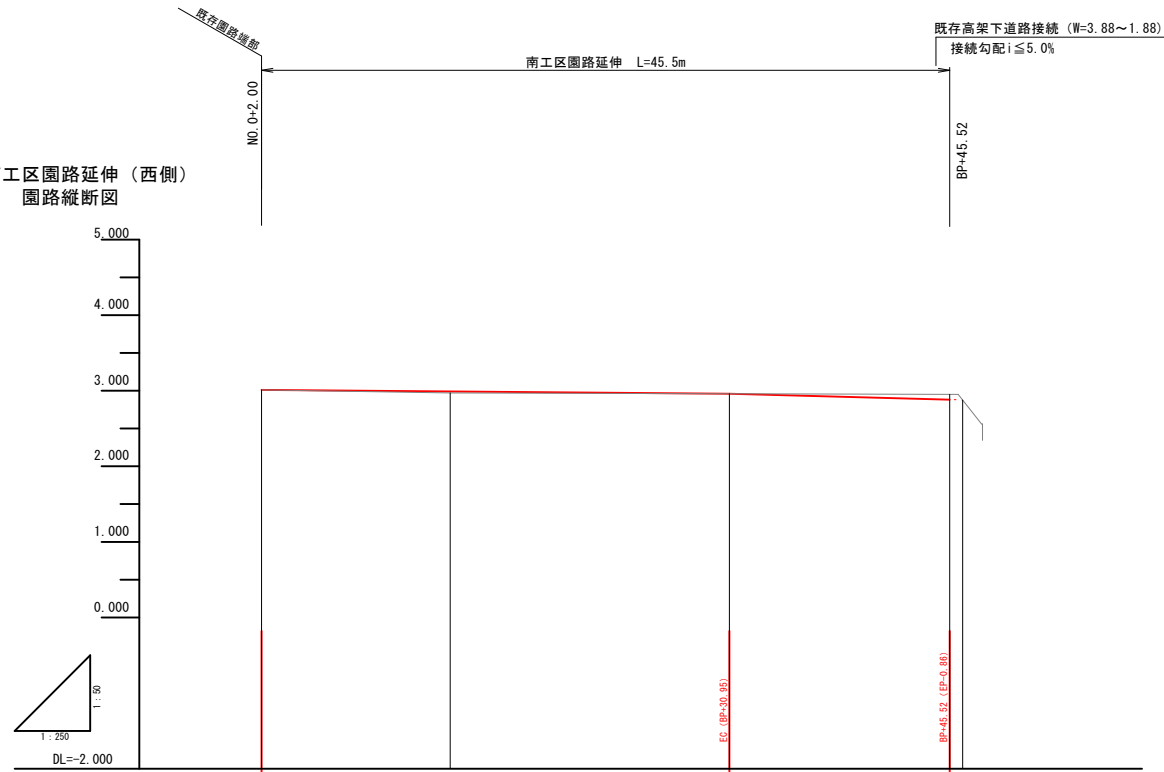 既存園路端部
既存高架下道路接続 (W=3.88～1.88)
接続勾配i≦5.0%
南工区園路延伸 L=45.5m
NO.0+2.00
BP+45.52
工区園路延伸（西側）
園路縦断図
5.000
4.000
3.000
2.000
1.000
0.000
EC (BP+30.95)
BP+45.52 (EP-0.86)
1:50
1:250
DL=-2.000